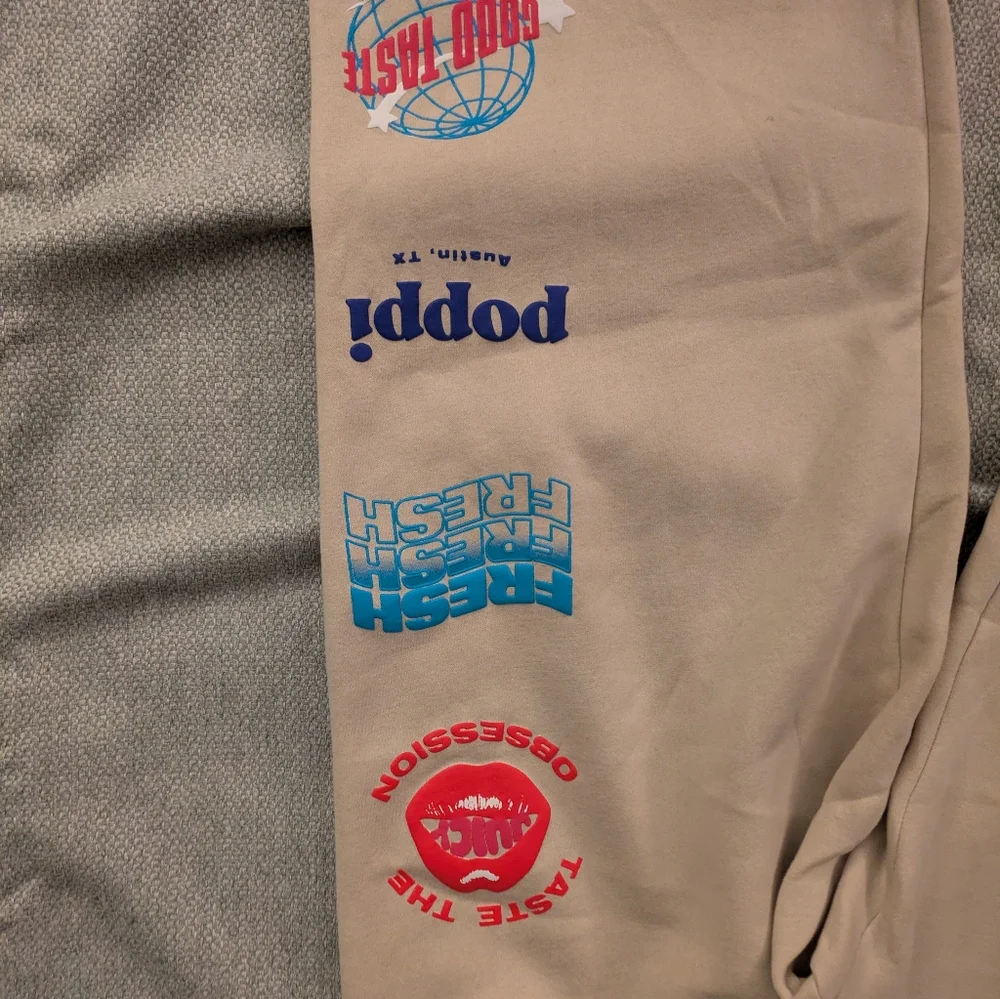 TASTE THE
JUICY
OBSESSION
FRESH
FRESH
FRESH
poppi
Austin, TX
GOOD TASTE